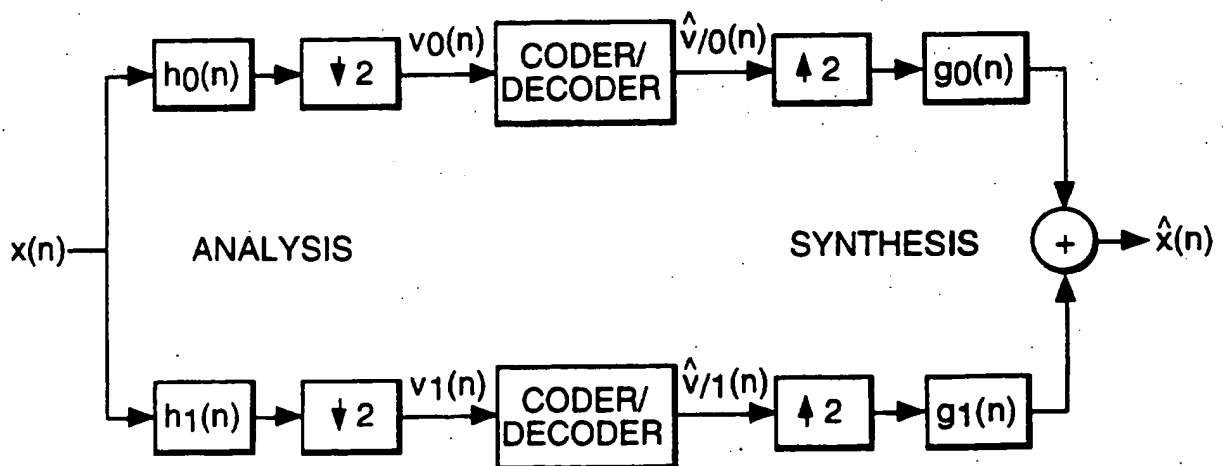 h0(n)
↓ 2
v0(n)
CODER/
DECODER
v̂/0(n)
↑ 2
g0(n)
x(n)
ANALYSIS
SYNTHESIS
+
x̂(n)
h1(n)
↓ 2
v1(n)
CODER/
DECODER
v̂/1(n)
↑ 2
g1(n)